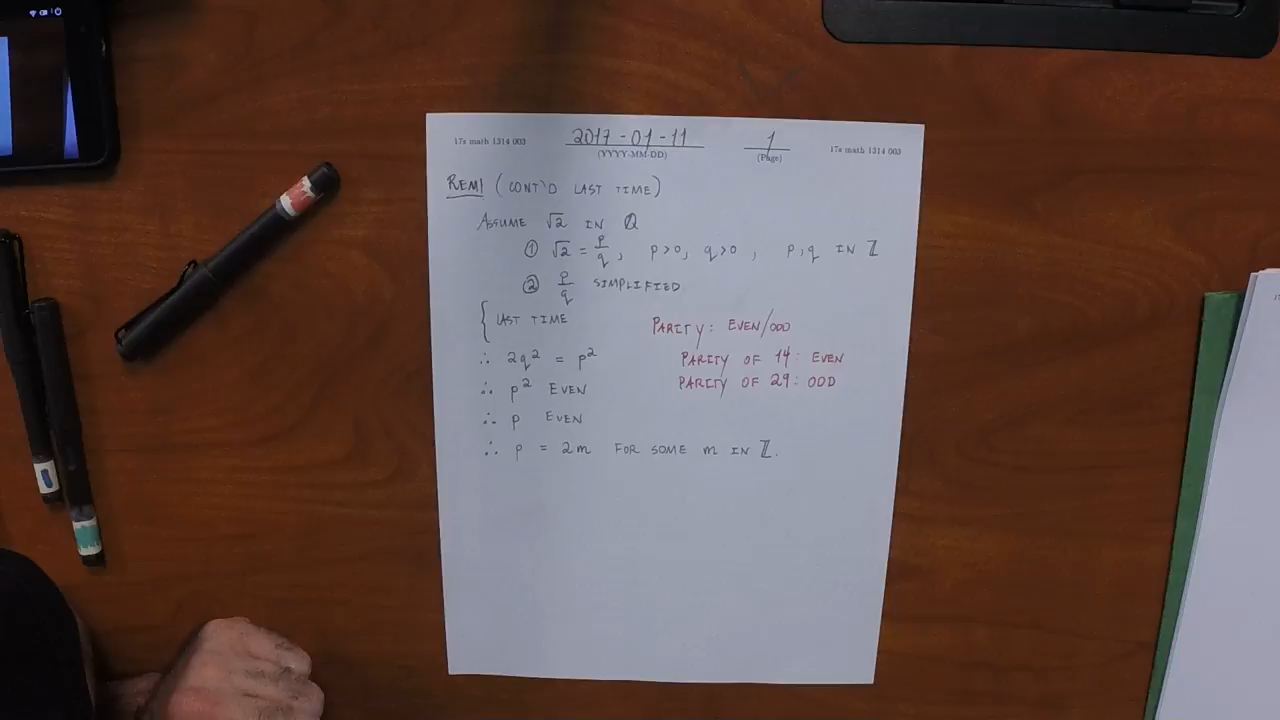 17s math 1314 003 2017-01-11 1 17s math 1314 003
(YYYY-MM-DD) (Page)
REM! (CONT'D LAST TIME)
ASSUME √2 IN ℚ
① √2 = p/q, p>0, q>0, p,q IN ℤ
② p/q SIMPLIFIED
{ LAST TIME
∴ 2q² = p²
∴ p² EVEN
∴ p EVEN
∴ p = 2m FOR SOME m IN ℤ.
PARITY: EVEN/ODD
PARITY OF 14: EVEN
PARITY OF 29: ODD